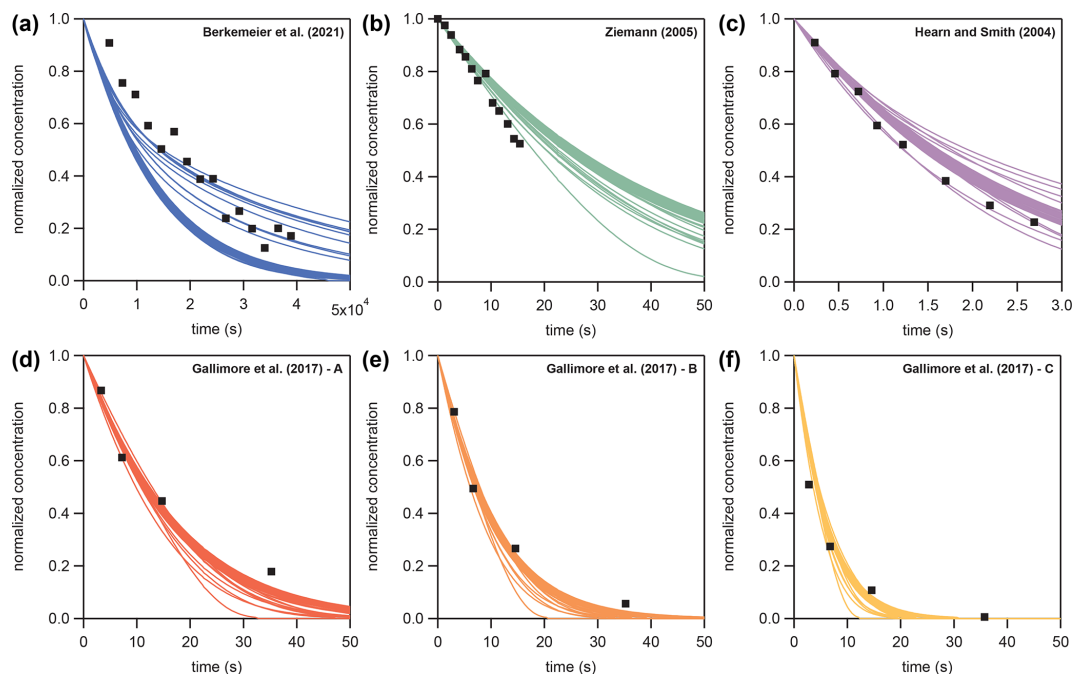 (a)
Berkemeier et al. (2021)
normalized concentration
1.0
0.8
0.6
0.4
0.2
0.0
0
1
2
3
4
5x10⁴
time (s)
(b)
Ziemann (2005)
normalized concentration
1.0
0.8
0.6
0.4
0.2
0.0
0
10
20
30
40
50
time (s)
(c)
Hearn and Smith (2004)
normalized concentration
1.0
0.8
0.6
0.4
0.2
0.0
0.0
0.5
1.0
1.5
2.0
2.5
3.0
time (s)
(d)
Gallimore et al. (2017) - A
normalized concentration
1.0
0.8
0.6
0.4
0.2
0.0
0
10
20
30
40
50
time (s)
(e)
Gallimore et al. (2017) - B
normalized concentration
1.0
0.8
0.6
0.4
0.2
0.0
0
10
20
30
40
50
time (s)
(f)
Gallimore et al. (2017) - C
normalized concentration
1.0
0.8
0.6
0.4
0.2
0.0
0
10
20
30
40
50
time (s)